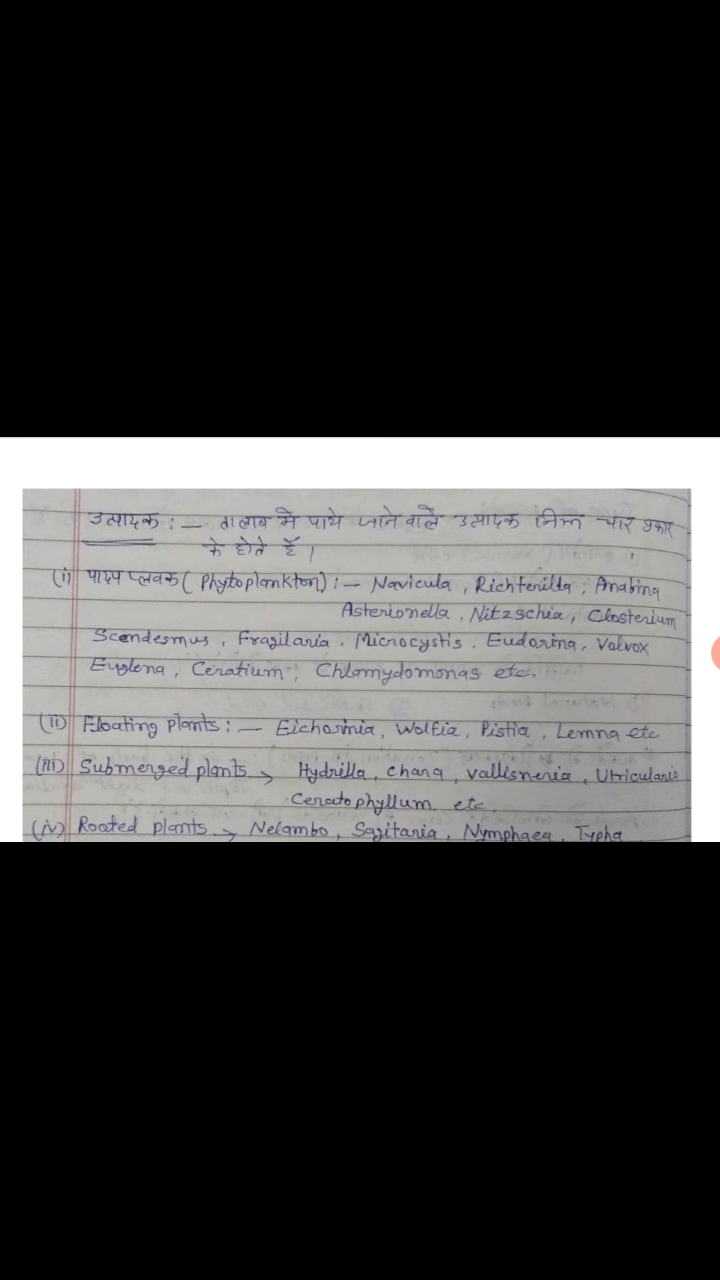 उत्पादक :— तालाब में पाये जाने वाले उत्पादक निम्न चार प्रकार
के होते हैं।
(i) पादप प्लवक (Phytoplankton) :— Navicula, Richterilla, Anabina
Asterionella, Nitzschia, Closterium
Scendesmus, Fragilaria, Microcystis, Eudorina, Valvox
Euglena, Ceratium, Chlomydomonas etc.
(ii) Floating plants :— Eichornia, Wolfia, Pistia, Lemna etc
(iii) Submerged plants → Hydrilla, chara, vallisneria, Utricularia
Ceratophyllum etc.
(iv) Rooted plants → Nelambo, Sagitaria, Nymphaea, Typha